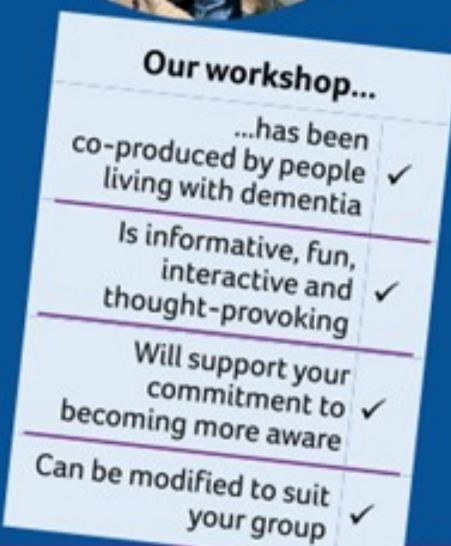 Our workshop...
...has been
co-produced by people
living with dementia
✓
Is informative, fun,
interactive and
thought-provoking
✓
Will support your
commitment to
becoming more aware
✓
Can be modified to suit
your group
✓